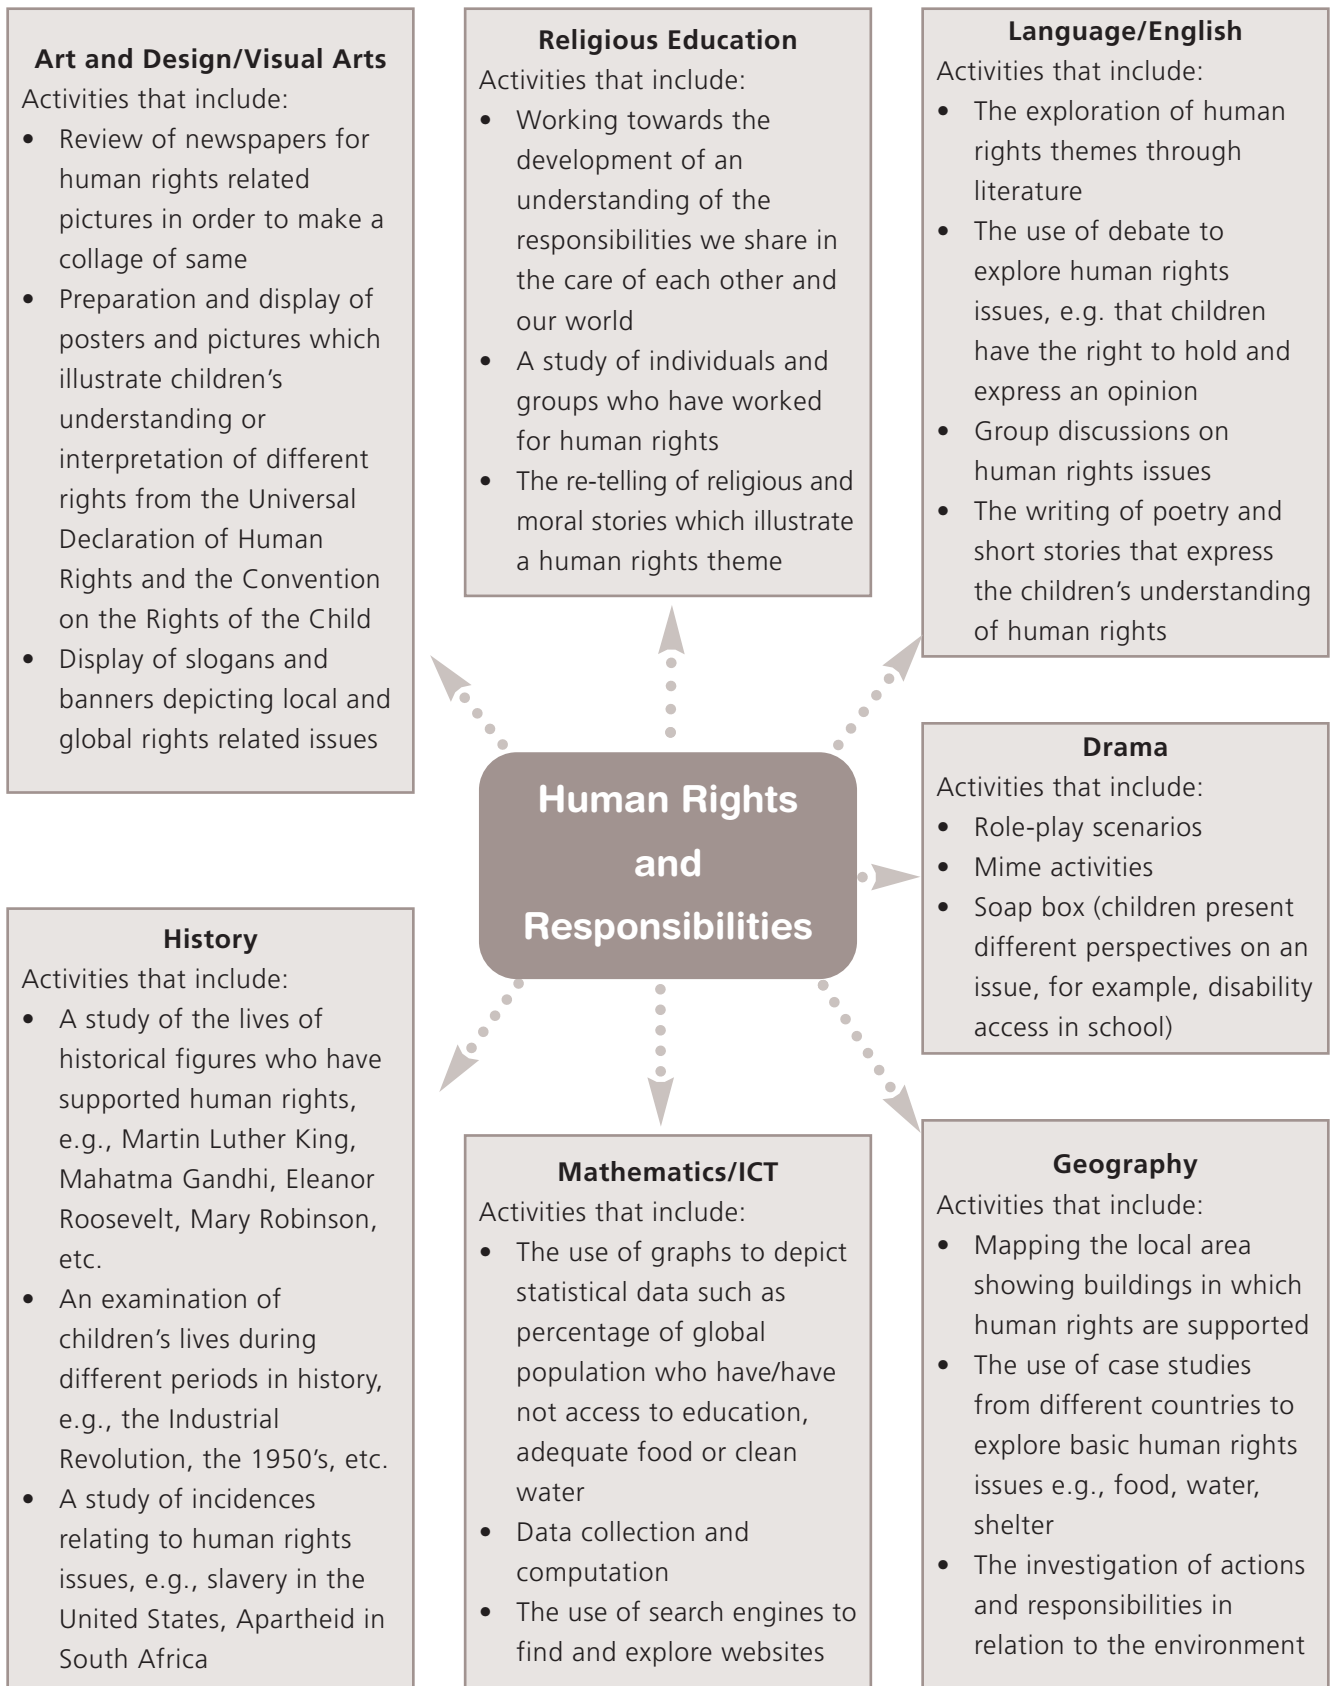 Art and Design/Visual Arts
Activities that include:
• Review of newspapers for
human rights related
pictures in order to make a
collage of same
• Preparation and display of
posters and pictures which
illustrate children’s
understanding or
interpretation of different
rights from the Universal
Declaration of Human
Rights and the Convention
on the Rights of the Child
• Display of slogans and
banners depicting local and
global rights related issues
Religious Education
Activities that include:
• Working towards the
development of an
understanding of the
responsibilities we share in
the care of each other and
our world
• A study of individuals and
groups who have worked
for human rights
• The re-telling of religious and
moral stories which illustrate
a human rights theme
Language/English
Activities that include:
• The exploration of human
rights themes through
literature
• The use of debate to
explore human rights
issues, e.g. that children
have the right to hold and
express an opinion
• Group discussions on
human rights issues
• The writing of poetry and
short stories that express
the children’s understanding
of human rights
Human Rights
and
Responsibilities
Drama
Activities that include:
• Role-play scenarios
• Mime activities
• Soap box (children present
different perspectives on an
issue, for example, disability
access in school)
History
Activities that include:
• A study of the lives of
historical figures who have
supported human rights,
e.g., Martin Luther King,
Mahatma Gandhi, Eleanor
Roosevelt, Mary Robinson,
etc.
• An examination of
children’s lives during
different periods in history,
e.g., the Industrial
Revolution, the 1950’s, etc.
• A study of incidences
relating to human rights
issues, e.g., slavery in the
United States, Apartheid in
South Africa
Mathematics/ICT
Activities that include:
• The use of graphs to depict
statistical data such as
percentage of global
population who have/have
not access to education,
adequate food or clean
water
• Data collection and
computation
• The use of search engines to
find and explore websites
Geography
Activities that include:
• Mapping the local area
showing buildings in which
human rights are supported
• The use of case studies
from different countries to
explore basic human rights
issues e.g., food, water,
shelter
• The investigation of actions
and responsibilities in
relation to the environment